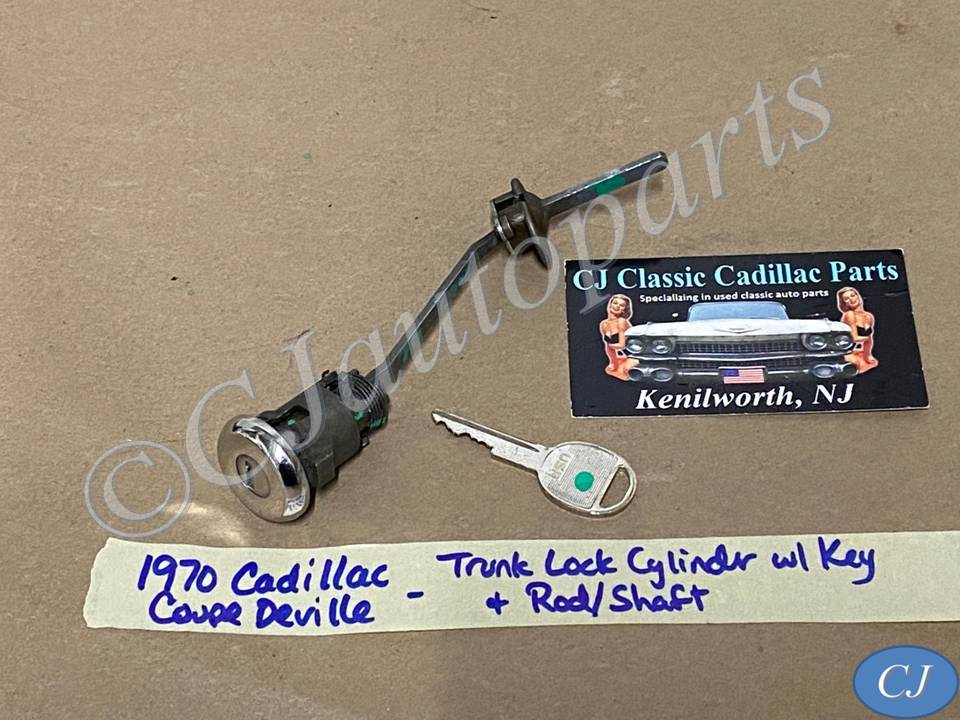 ©CJautoparts
CJ Classic Cadillac Parts
Specializing in used classic auto parts
Kenilworth, NJ
USA
1970 Cadillac - Trunk Lock Cylinder w/ Key
Coupe Deville + Rod/Shaft
CJ